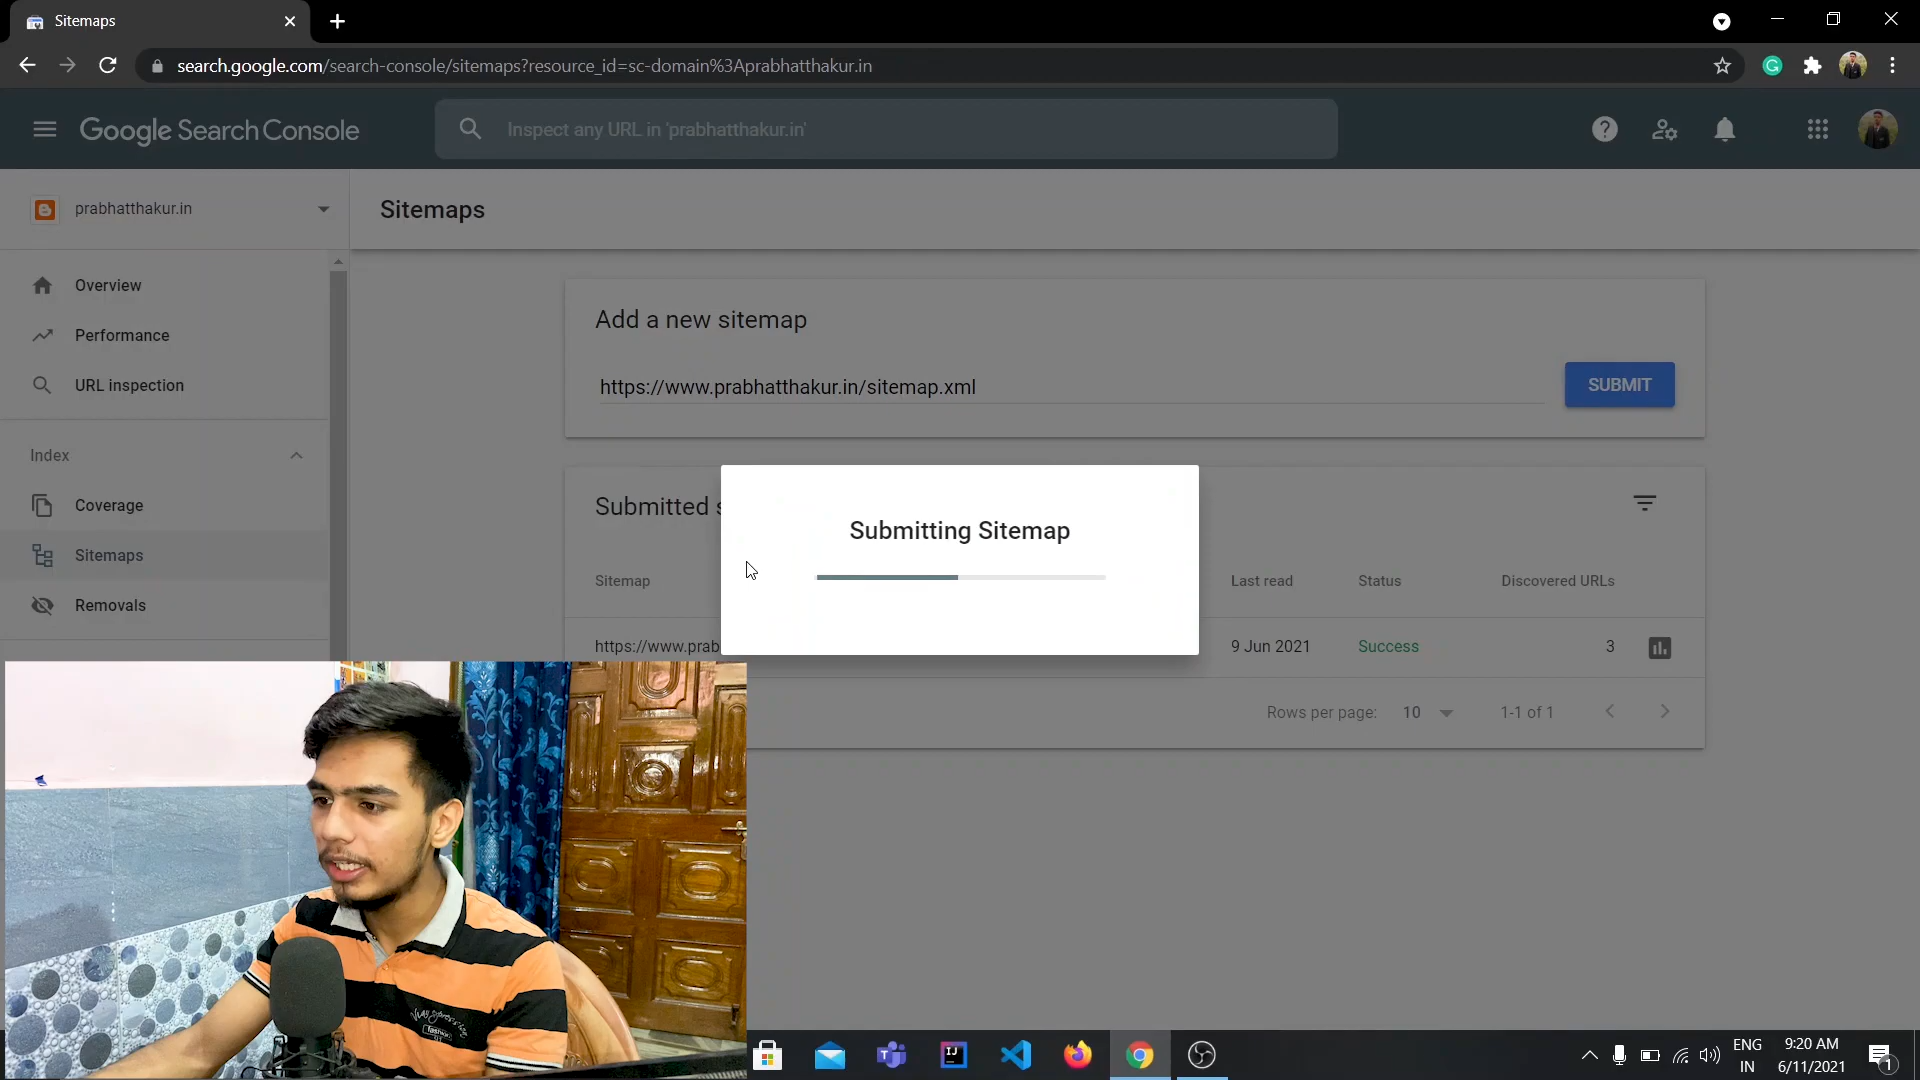 Sitemaps
search.google.com/search-console/sitemaps?resource_id=sc-domain%3Aprabhatthakur.in
Google Search Console
Inspect any URL in 'prabhatthakur.in'
prabhatthakur.in
Sitemaps
Overview
Performance
URL inspection
Index
Coverage
Sitemaps
Removals
Add a new sitemap
https://www.prabhatthakur.in/sitemap.xml
SUBMIT
Submitted s
Submitting Sitemap
Sitemap Last read Status Discovered URLs
https://www.prab 9 Jun 2021 Success 3
Rows per page: 10 1-1 of 1
fashion
ENG
IN
9:20 AM
6/11/2021
1